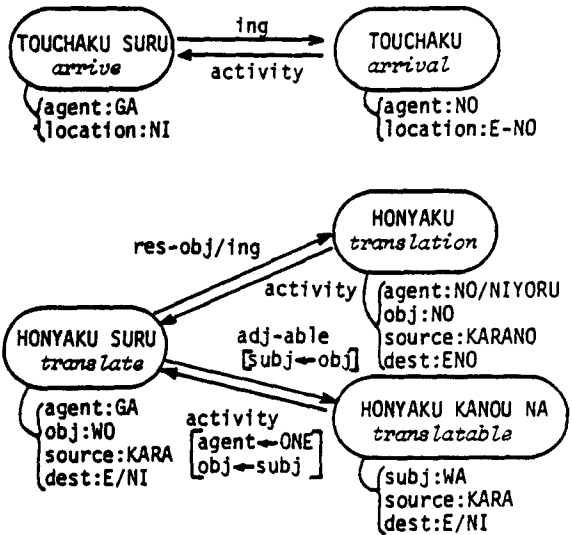 TOUCHAKU SURU
arrive
agent:GA
location:NI
ing
activity
TOUCHAKU
arrival
agent:NO
location:E-NO
HONYAKU SURU
translate
agent:GA
obj:WO
source:KARA
dest:E/NI
res-obj/ing
activity
HONYAKU
translation
agent:NO/NIYORU
obj:NO
source:KARANO
dest:ENO
adj-able
[subj←obj]
activity
[agent←ONE
obj←subj]
HONYAKU KANOU NA
translatable
subj:WA
source:KARA
dest:E/NI